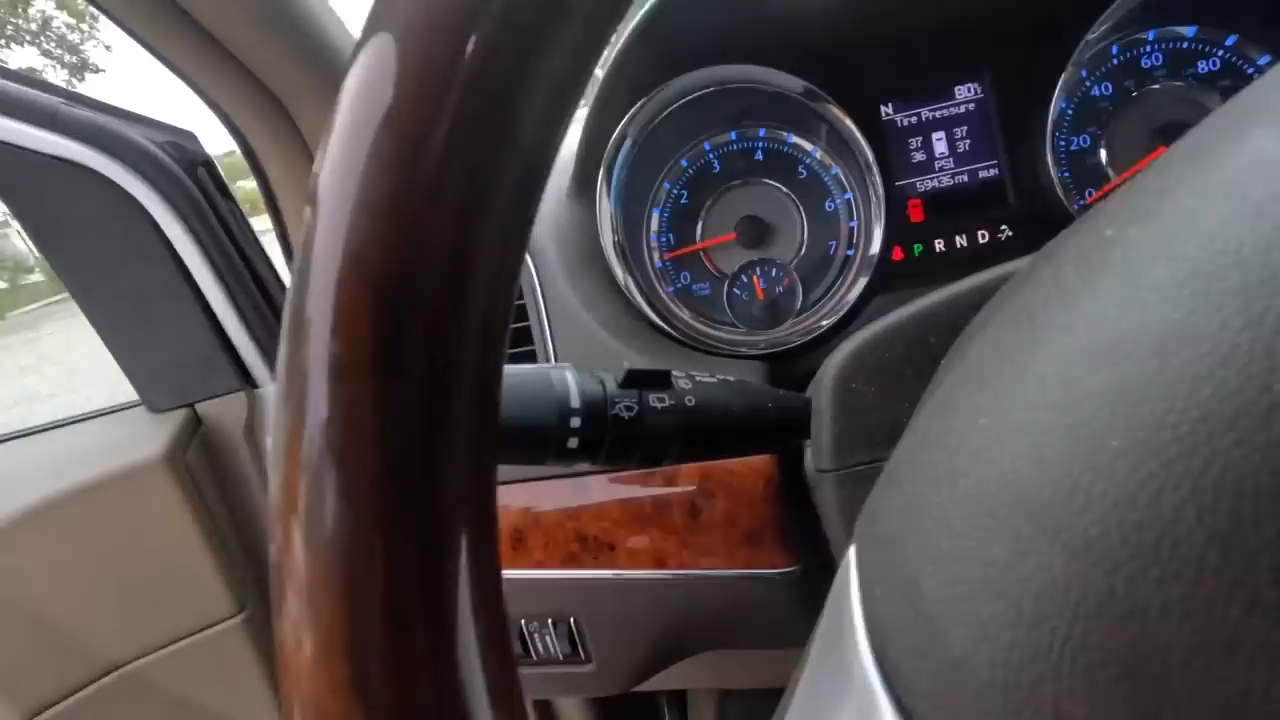 N 80°F
Tire Pressure
37 37
36 37
PSI
59435 mi RUN
P R N D
0 1 2 3 4 5 6 7
RPM
C H
0 20 40 60 80